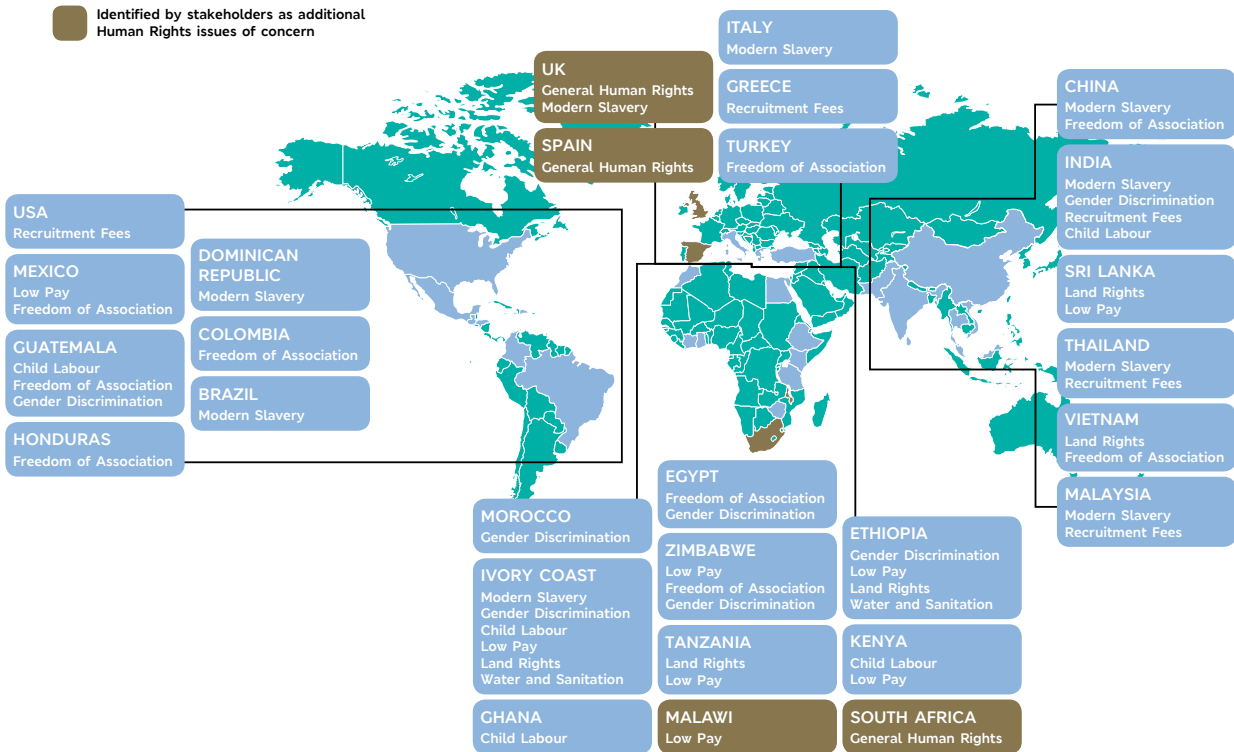 Identified by stakeholders as additional
Human Rights issues of concern
UK
General Human Rights
Modern Slavery
SPAIN
General Human Rights
ITALY
Modern Slavery
GREECE
Recruitment Fees
TURKEY
Freedom of Association
USA
Recruitment Fees
MEXICO
Low Pay
Freedom of Association
GUATEMALA
Child Labour
Freedom of Association
Gender Discrimination
HONDURAS
Freedom of Association
DOMINICAN
REPUBLIC
Modern Slavery
COLOMBIA
Freedom of Association
BRAZIL
Modern Slavery
CHINA
Modern Slavery
Freedom of Association
INDIA
Modern Slavery
Gender Discrimination
Recruitment Fees
Child Labour
SRI LANKA
Land Rights
Low Pay
THAILAND
Modern Slavery
Recruitment Fees
VIETNAM
Land Rights
Freedom of Association
MALAYSIA
Modern Slavery
Recruitment Fees
MOROCCO
Gender Discrimination
IVORY COAST
Modern Slavery
Gender Discrimination
Child Labour
Low Pay
Land Rights
Water and Sanitation
GHANA
Child Labour
EGYPT
Freedom of Association
Gender Discrimination
ZIMBABWE
Low Pay
Freedom of Association
Gender Discrimination
TANZANIA
Land Rights
Low Pay
MALAWI
Low Pay
ETHIOPIA
Gender Discrimination
Low Pay
Land Rights
Water and Sanitation
KENYA
Child Labour
Low Pay
SOUTH AFRICA
General Human Rights